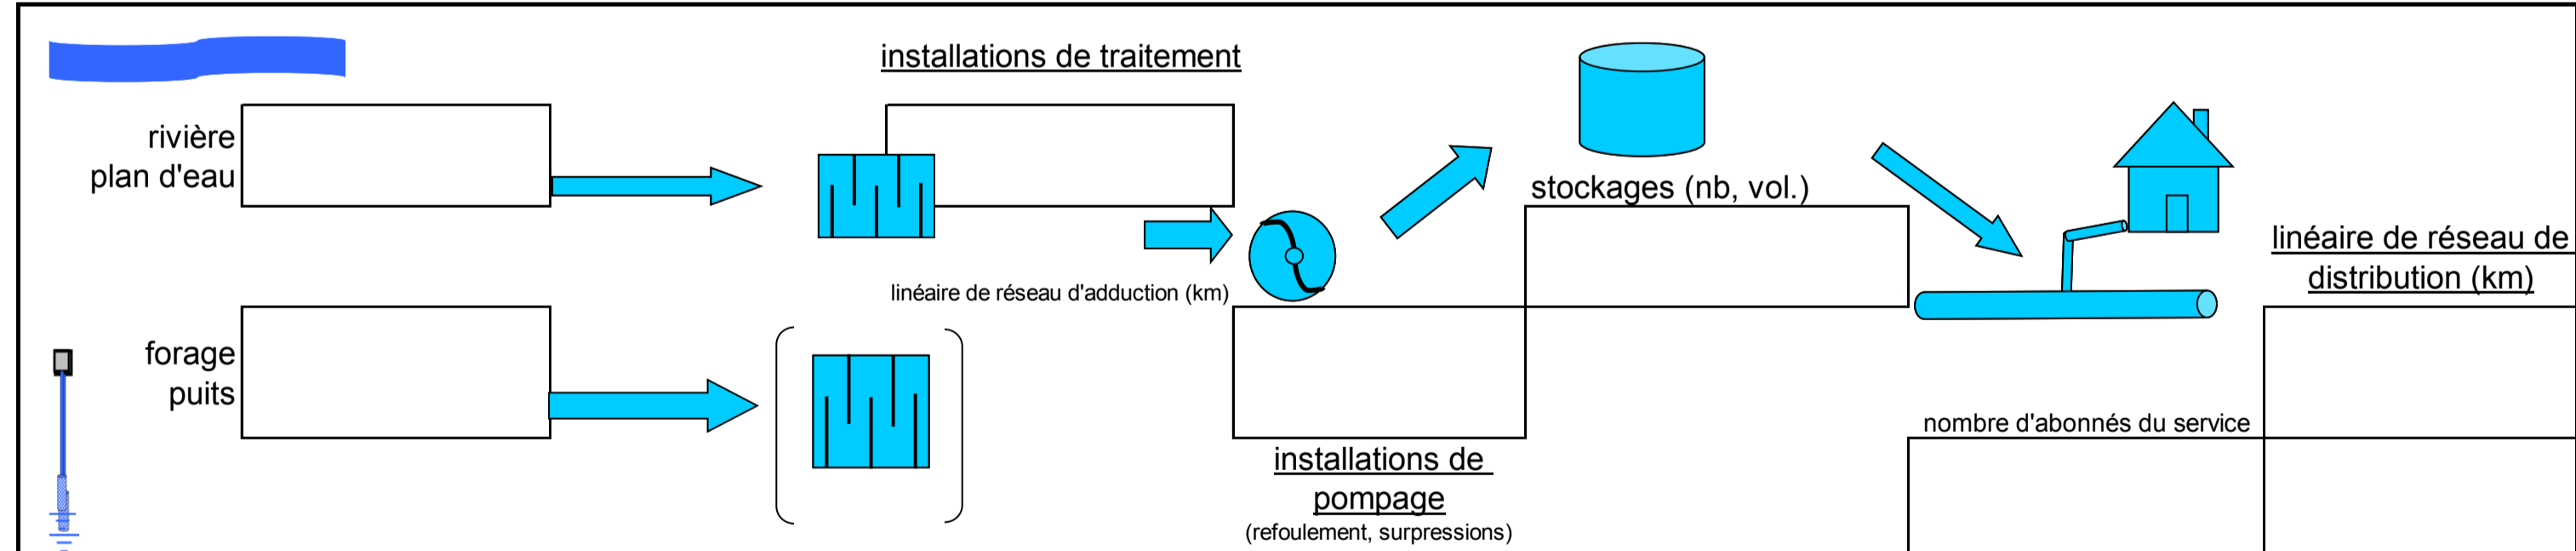 installations de traitement
rivière
plan d'eau
stockages (nb, vol.)
linéaire de réseau de
distribution (km)
linéaire de réseau d'adduction (km)
forage
puits
nombre d'abonnés du service
installations de
pompage
(refoulement, surpressions)